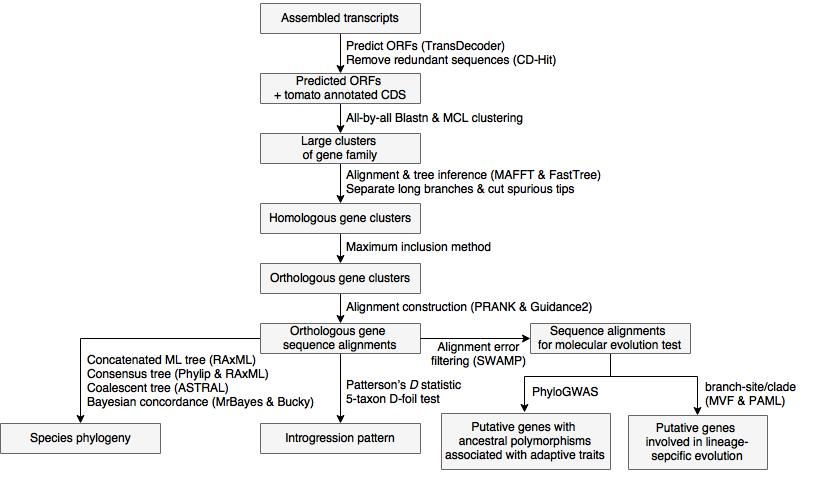 Assembled transcripts
Predict ORFs (TransDecoder)
Remove redundant sequences (CD-Hit)
Predicted ORFs
+ tomato annotated CDS
All-by-all Blastn & MCL clustering
Large clusters
of gene family
Alignment & tree inference (MAFFT & FastTree)
Separate long branches & cut spurious tips
Homologous gene clusters
Maximum inclusion method
Orthologous gene clusters
Alignment construction (PRANK & Guidance2)
Orthologous gene
sequence alignments
Alignment error
filtering (SWAMP)
Sequence alignments
for molecular evolution test
Concatenated ML tree (RAxML)
Consensus tree (Phylip & RAxML)
Coalescent tree (ASTRAL)
Bayesian concordance (MrBayes & Bucky)
Patterson's D statistic
5-taxon D-foil test
PhyloGWAS
branch-site/clade
(MVF & PAML)
Species phylogeny
Introgression pattern
Putative genes with
ancestral polymorphisms
associated with adaptive traits
Putative genes
involved in lineage-
sepcific evolution